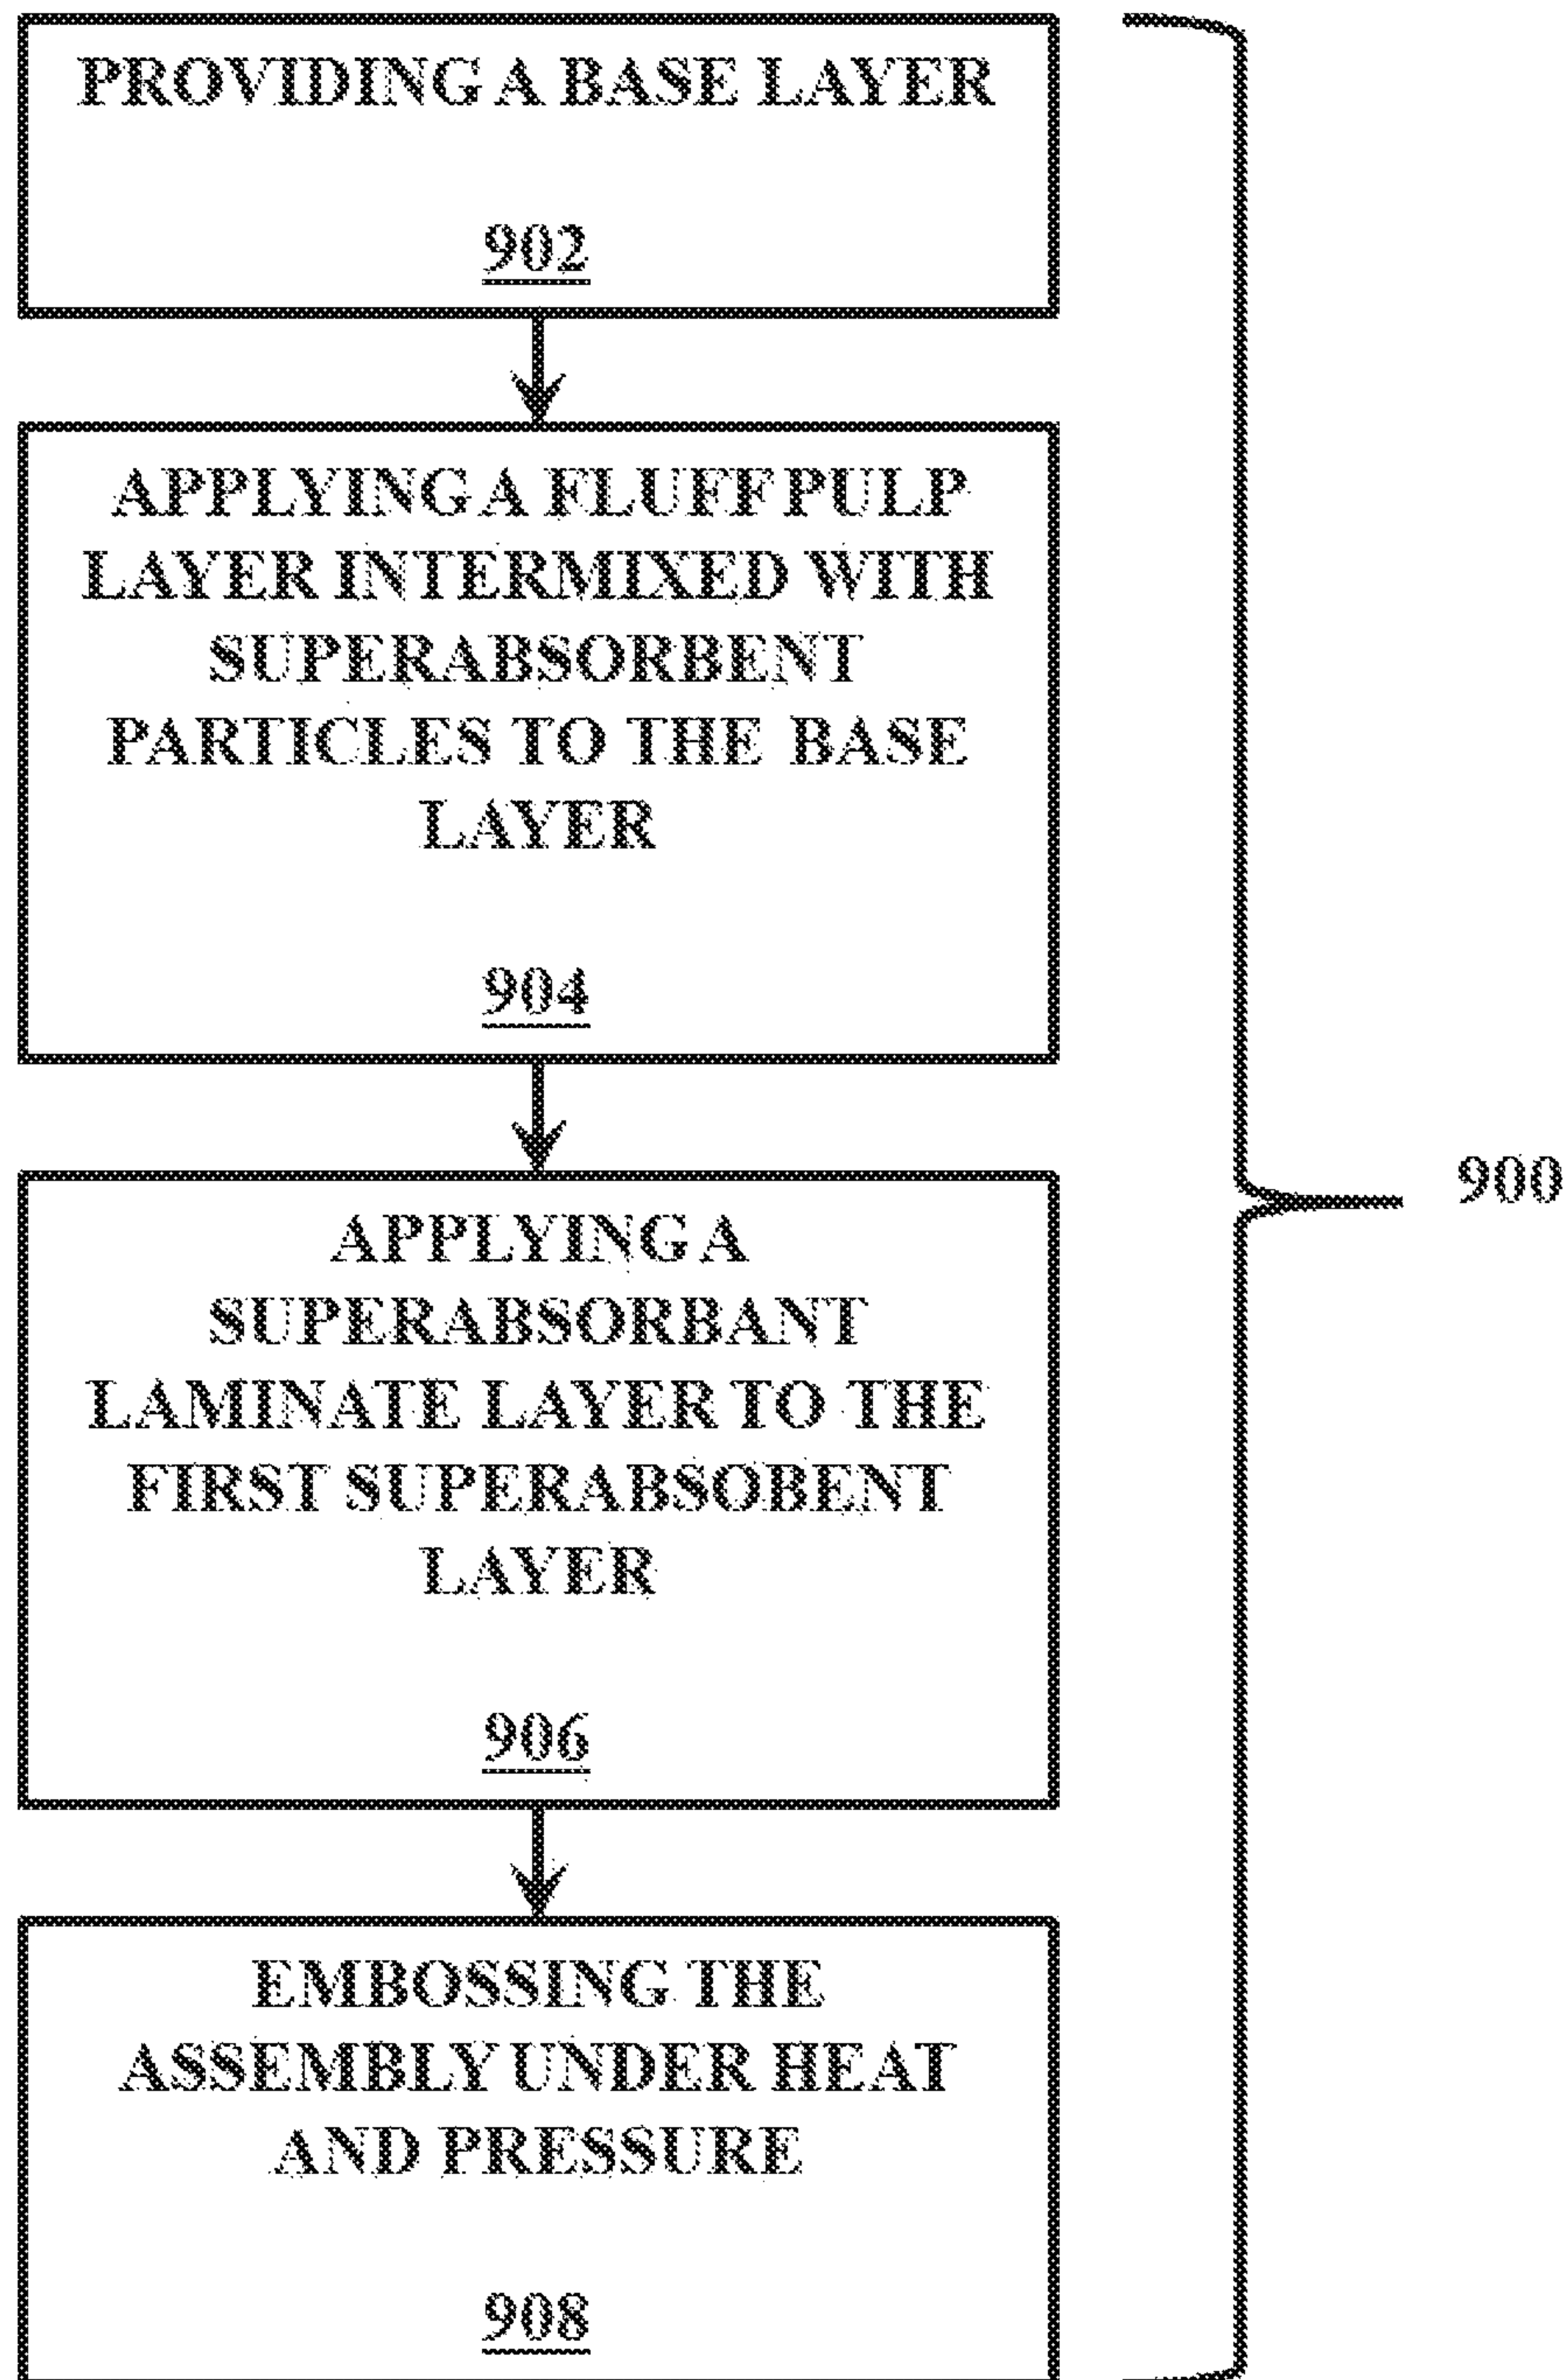 PROVIDING A BASE LAYER
902
APPLYING A FLUFF PULP
LAYER INTERMIXED WITH
SUPERABSORBENT
PARTICLES TO THE BASE
LAYER
904
APPLYING A
SUPERABSORBANT
LAMINATE LAYER TO THE
FIRST SUPERABSOBENT
LAYER
906
EMBOSSING THE
ASSEMBLY UNDER HEAT
AND PRESSURE
908
900